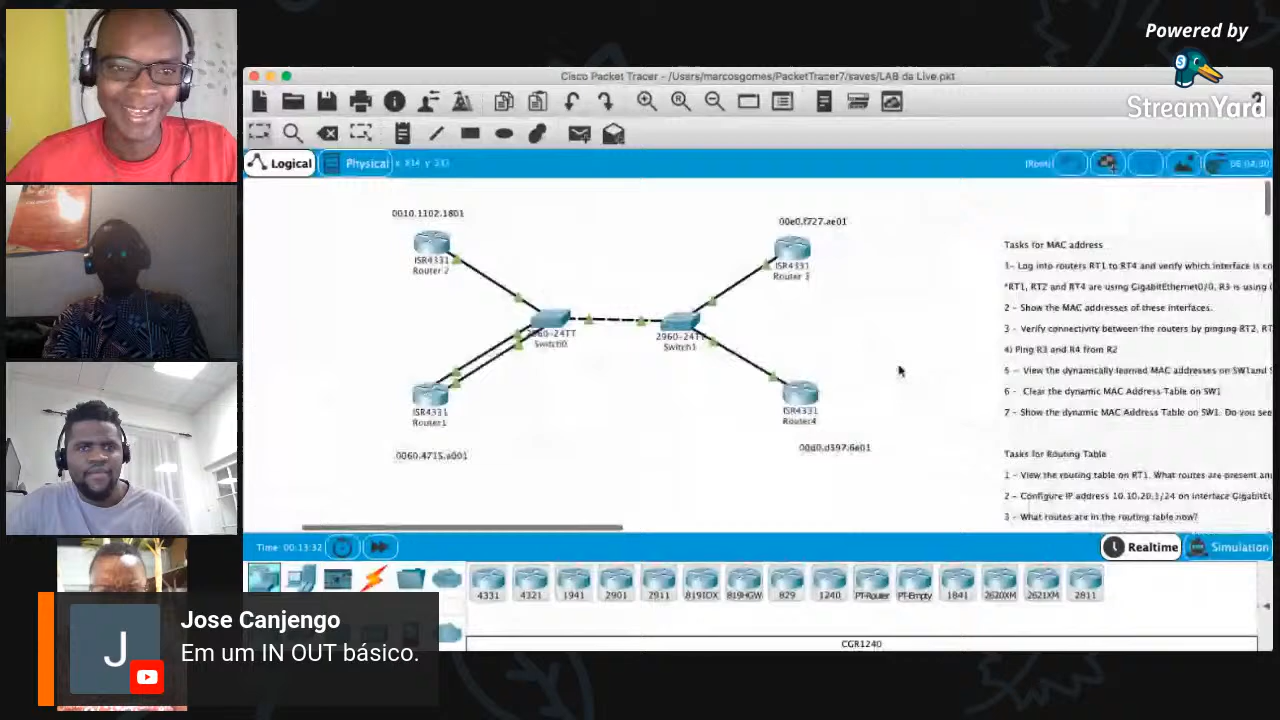 Powered by
StreamYard
Cisco Packet Tracer - /Users/marcosgomes/PacketTracer7/saves/LAB da Live.pkt
Logical
Physical
[Root]
0010.1102.1801
ISR4331
Router 2
00e0.f727.ae01
ISR4331
Router 3
2960-24TT
Switch0
2960-24TT
Switch1
ISR4331
Router1
0060.4715.a001
ISR4331
Router4
00d0.d397.6e01
Tasks for MAC address
1- Log into routers RT1 to RT4 and verify which interface is co
*RT1, RT2 and RT4 are using GigabitEthernet0/0, R3 is using
2 - Show the MAC addresses of these interfaces.
3 - Verify connectivity between the routers by pinging RT2, RT
4) Ping R3 and R4 from R2
5 - View the dynamically learned MAC addresses on SW1and S
6 - Clear the dynamic MAC Address Table on SW1
7 - Show the dynamic MAC Address Table on SW1. Do you see
Tasks for Routing Table
1 - View the routing table on RT1. What routes are present an
2 - Configure IP address 10.10.20.1/24 on interface GigabitEt
3 - What routes are in the routing table now?
Time: 00:13:32
Realtime
Simulation
4331 4321 1941 2901 2911 819IOX 819HGW 829 1240 PT-Router PT-Empty 1841 2620XM 2621XM 2811
CGR1240
J
Jose Canjengo
Em um IN OUT básico.